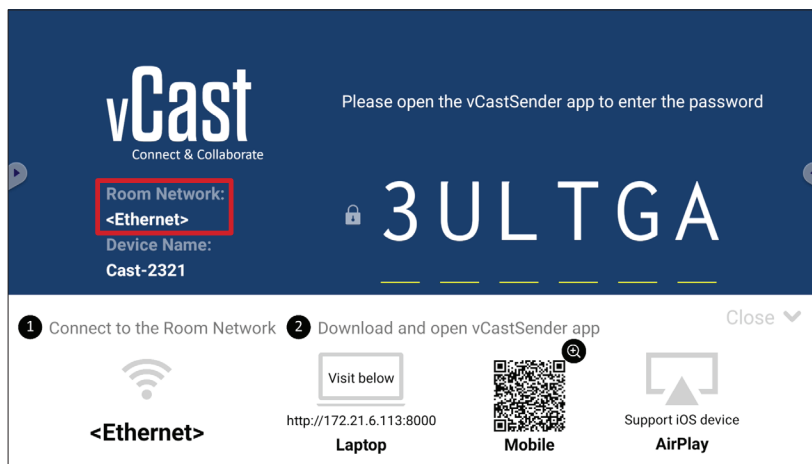 vCast
Connect & Collaborate
Please open the vCastSender app to enter the password
Room Network:
<Ethernet>
Device Name:
Cast-2321
3ULTGA
Close
1 Connect to the Room Network
2 Download and open vCastSender app
<Ethernet>
Visit below
http://172.21.6.113:8000
Laptop
Mobile
Support iOS device
AirPlay